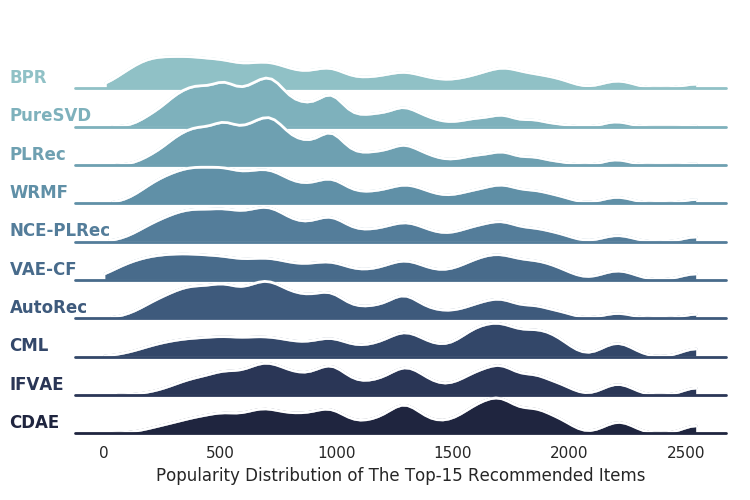 BPR
PureSVD
PLRec
WRMF
NCE-PLRec
VAE-CF
AutoRec
CML
IFVAE
CDAE
0 500 1000 1500 2000 2500
Popularity Distribution of The Top-15 Recommended Items